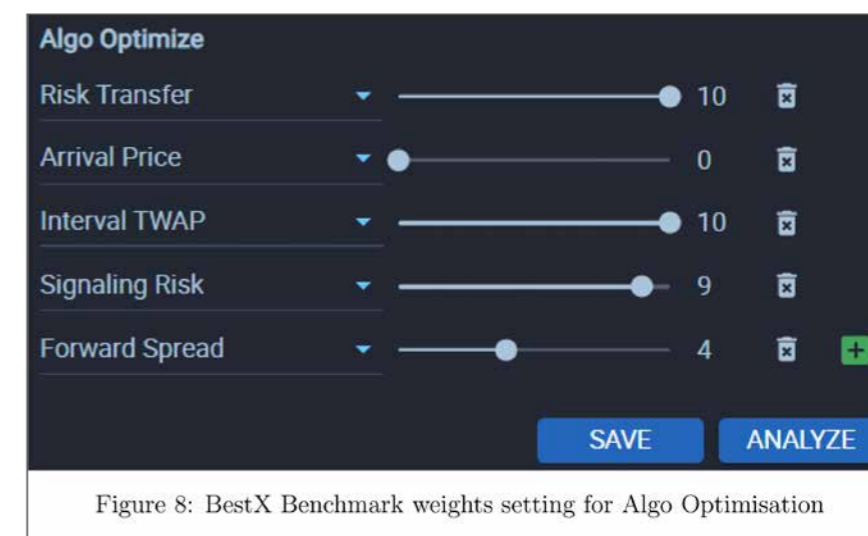 Algo Optimize
Risk Transfer 10
Arrival Price 0
Interval TWAP 10
Signaling Risk 9
Forward Spread 4
SAVE ANALYZE
Figure 8: BestX Benchmark weights setting for Algo Optimisation